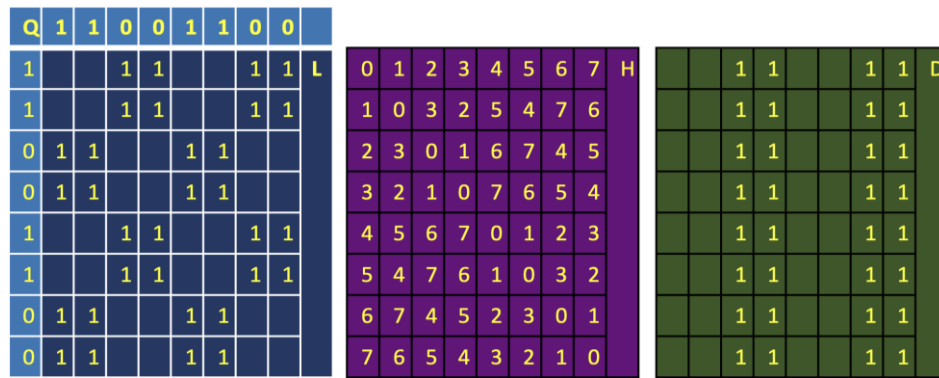 Q 1 1 0 0 1 1 0 0
1 1 1 1 1 L 0 1 2 3 4 5 6 7 H 1 1 1 1 D
1 1 1 1 1 1 0 3 2 5 4 7 6 1 1 1 1
0 1 1 1 1 2 3 0 1 6 7 4 5 1 1 1 1
0 1 1 1 1 3 2 1 0 7 6 5 4 1 1 1 1
1 1 1 1 1 4 5 6 7 0 1 2 3 1 1 1 1
1 1 1 1 1 5 4 7 6 1 0 3 2 1 1 1 1
0 1 1 1 1 6 7 4 5 2 3 0 1 1 1 1 1
0 1 1 1 1 7 6 5 4 3 2 1 0 1 1 1 1